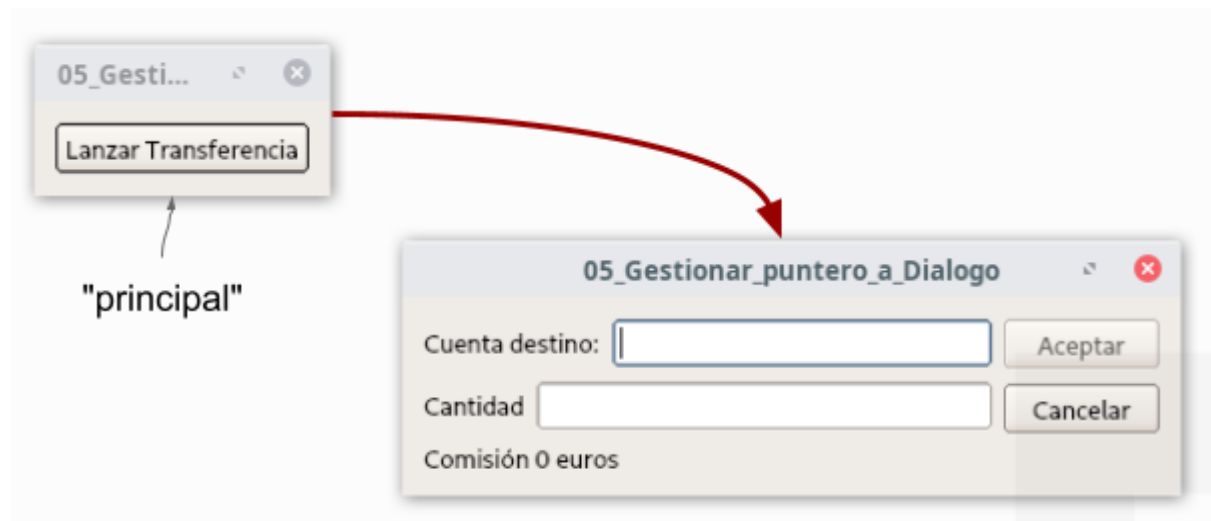 05_Gesti...
Lanzar Transferencia
"principal"
05_Gestionar_puntero_a_Dialogo
Cuenta destino:
Aceptar
Cantidad
Cancelar
Comisión 0 euros